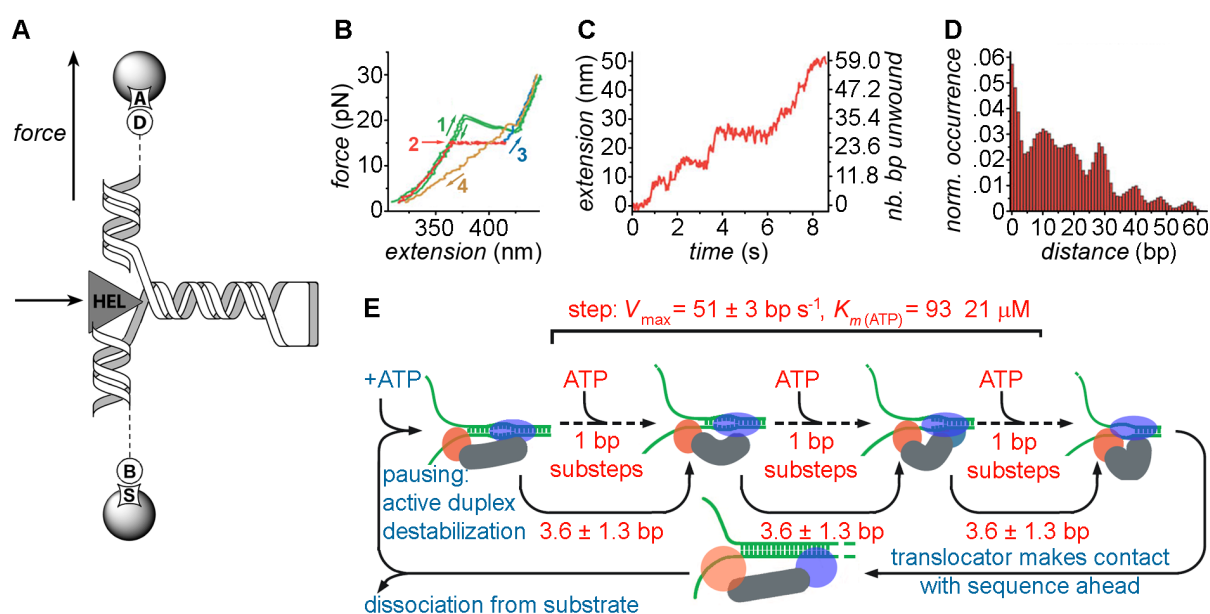 A
force
A
D
HEL
B
S
B
force (pN)
30
20
10
0
1
2
3
4
350
400
extension (nm)
C
extension (nm)
50
40
30
20
10
0
0
2
4
6
8
time (s)
59.0
47.2
35.4
23.6
11.8
0
nb. bp unwound
D
norm. occurrence
.06
.05
.04
.03
.02
.01
0
0
10
20
30
40
50
60
distance (bp)
E
step: Vmax = 51 ± 3 bp s-1, Km (ATP) = 93 21 μM
+ATP
ATP
ATP
ATP
1 bp
substeps
1 bp
substeps
1 bp
substeps
pausing:
active duplex
destabilization
3.6 ± 1.3 bp
3.6 ± 1.3 bp
3.6 ± 1.3 bp
translocator makes contact
with sequence ahead
dissociation from substrate